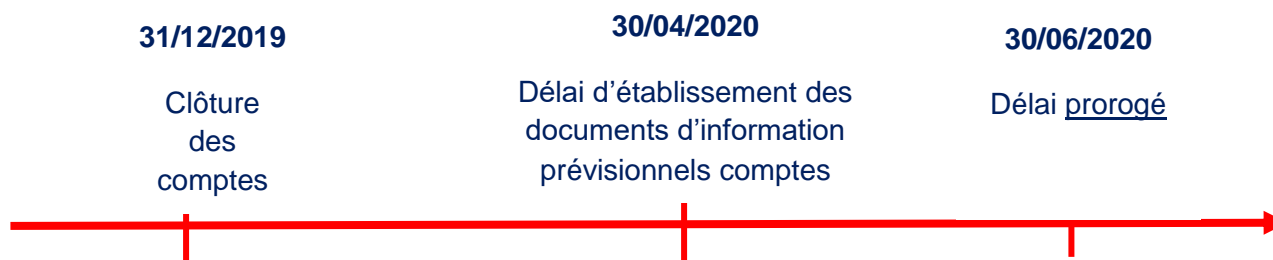 31/12/2019
Clôture
des
comptes
30/04/2020
Délai d’établissement des
documents d’information
prévisionnels comptes
30/06/2020
Délai prorogé